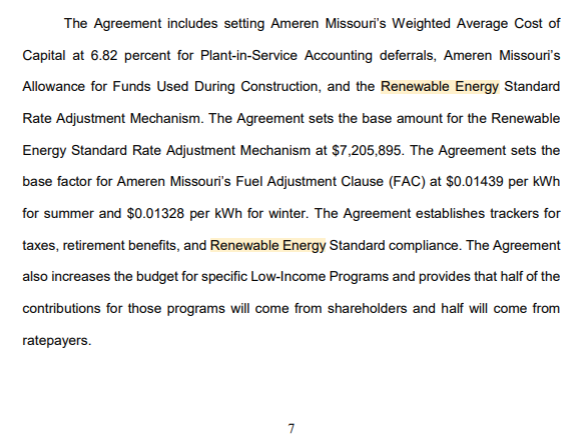 The Agreement includes setting Ameren Missouri's Weighted Average Cost of
Capital at 6.82 percent for Plant-in-Service Accounting deferrals, Ameren Missouri's
Allowance for Funds Used During Construction, and the Renewable Energy Standard
Rate Adjustment Mechanism. The Agreement sets the base amount for the Renewable
Energy Standard Rate Adjustment Mechanism at $7,205,895. The Agreement sets the
base factor for Ameren Missouri's Fuel Adjustment Clause (FAC) at $0.01439 per kWh
for summer and $0.01328 per kWh for winter. The Agreement establishes trackers for
taxes, retirement benefits, and Renewable Energy Standard compliance. The Agreement
also increases the budget for specific Low-Income Programs and provides that half of the
contributions for those programs will come from shareholders and half will come from
ratepayers.
7